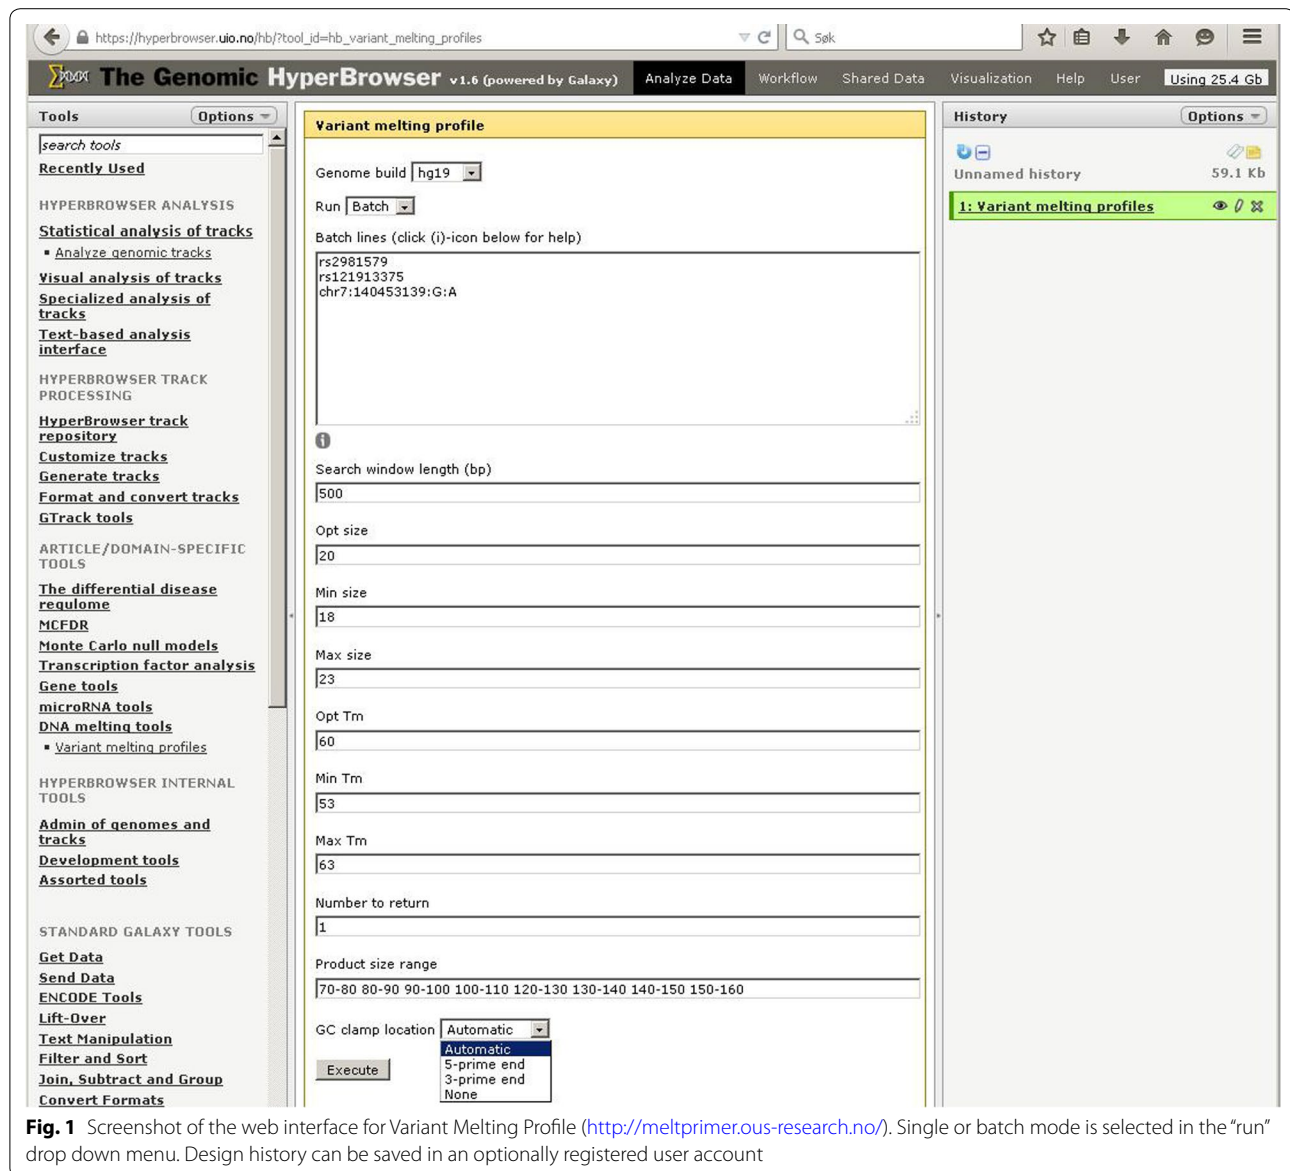 https://hyperbrowser.uio.no/hb/?tool_id=hb_variant_melting_profiles
Søk
The Genomic HyperBrowser v1.6 (powered by Galaxy)
Analyze Data
Workflow
Shared Data
Visualization
Help
User
Using 25.4 Gb
Tools
Options
search tools
Recently Used
HYPERBROWSER ANALYSIS
Statistical analysis of tracks
Analyze genomic tracks
Visual analysis of tracks
Specialized analysis of
tracks
Text-based analysis
interface
HYPERBROWSER TRACK
PROCESSING
HyperBrowser track
repository
Customize tracks
Generate tracks
Format and convert tracks
GTrack tools
ARTICLE/DOMAIN-SPECIFIC
TOOLS
The differential disease
regulome
MCFDR
Monte Carlo null models
Transcription factor analysis
Gene tools
microRNA tools
DNA melting tools
Variant melting profiles
HYPERBROWSER INTERNAL
TOOLS
Admin of genomes and
tracks
Development tools
Assorted tools
STANDARD GALAXY TOOLS
Get Data
Send Data
ENCODE Tools
Lift-Over
Text Manipulation
Filter and Sort
Join, Subtract and Group
Convert Formats
Variant melting profile
Genome build hg19
Run Batch
Batch lines (click (i)-icon below for help)
rs2981579
rs121913375
chr7:140453139:G:A
Search window length (bp)
500
Opt size
20
Min size
18
Max size
23
Opt Tm
60
Min Tm
53
Max Tm
63
Number to return
1
Product size range
70-80 80-90 90-100 100-110 120-130 130-140 140-150 150-160
GC clamp location Automatic
Automatic
5-prime end
3-prime end
None
Execute
History
Options
Unnamed history
59.1 Kb
1: Variant melting profiles
Fig. 1 Screenshot of the web interface for Variant Melting Profile (http://meltprimer.ous-research.no/). Single or batch mode is selected in the “run”
drop down menu. Design history can be saved in an optionally registered user account